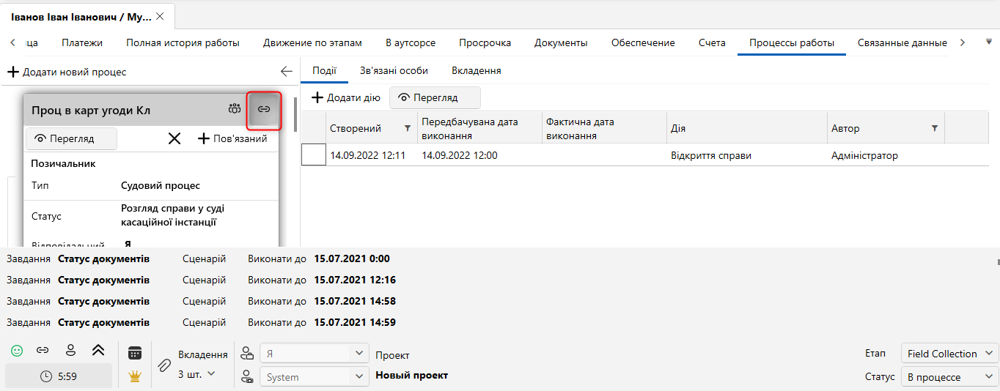 Іванов Іван Іванович / Му...
ща Платежи Полная история работы Движение по этапам В аутсорсе Просрочка Документы Обеспечение Счета Процессы работы Связанные данные
Додати новий процес
Події Зв'язані особи Вкладення
Додати дію Перегляд
Проц в карт угоди Кл
Перегляд Пов'язаний
Позичальник
Тип Судовий процес
Статус Розгляд справи у суді
касаційної інстанції
Відповідальний Я
Створений Передбачувана дата
виконання Фактична дата
виконання Дія Автор
14.09.2022 12:11 14.09.2022 12:00 Відкриття справи Адміністратор
Завдання Статус документів Сценарій Виконати до 15.07.2021 0:00
Завдання Статус документів Сценарій Виконати до 15.07.2021 12:16
Завдання Статус документів Сценарій Виконати до 15.07.2021 14:58
Завдання Статус документів Сценарій Виконати до 15.07.2021 14:59
5:59
Вкладення
3 шт.
Я Проект
System Новый проект
Етап Field Collection
Статус В процессе